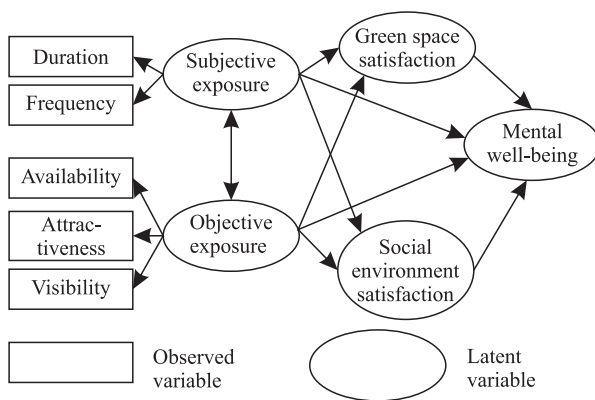 Duration
Frequency
Availability
Attrac-
tiveness
Visibility
Subjective
exposure
Objective
exposure
Green space
satisfaction
Social
environment
satisfaction
Mental
well-being
Observed
variable
Latent
variable